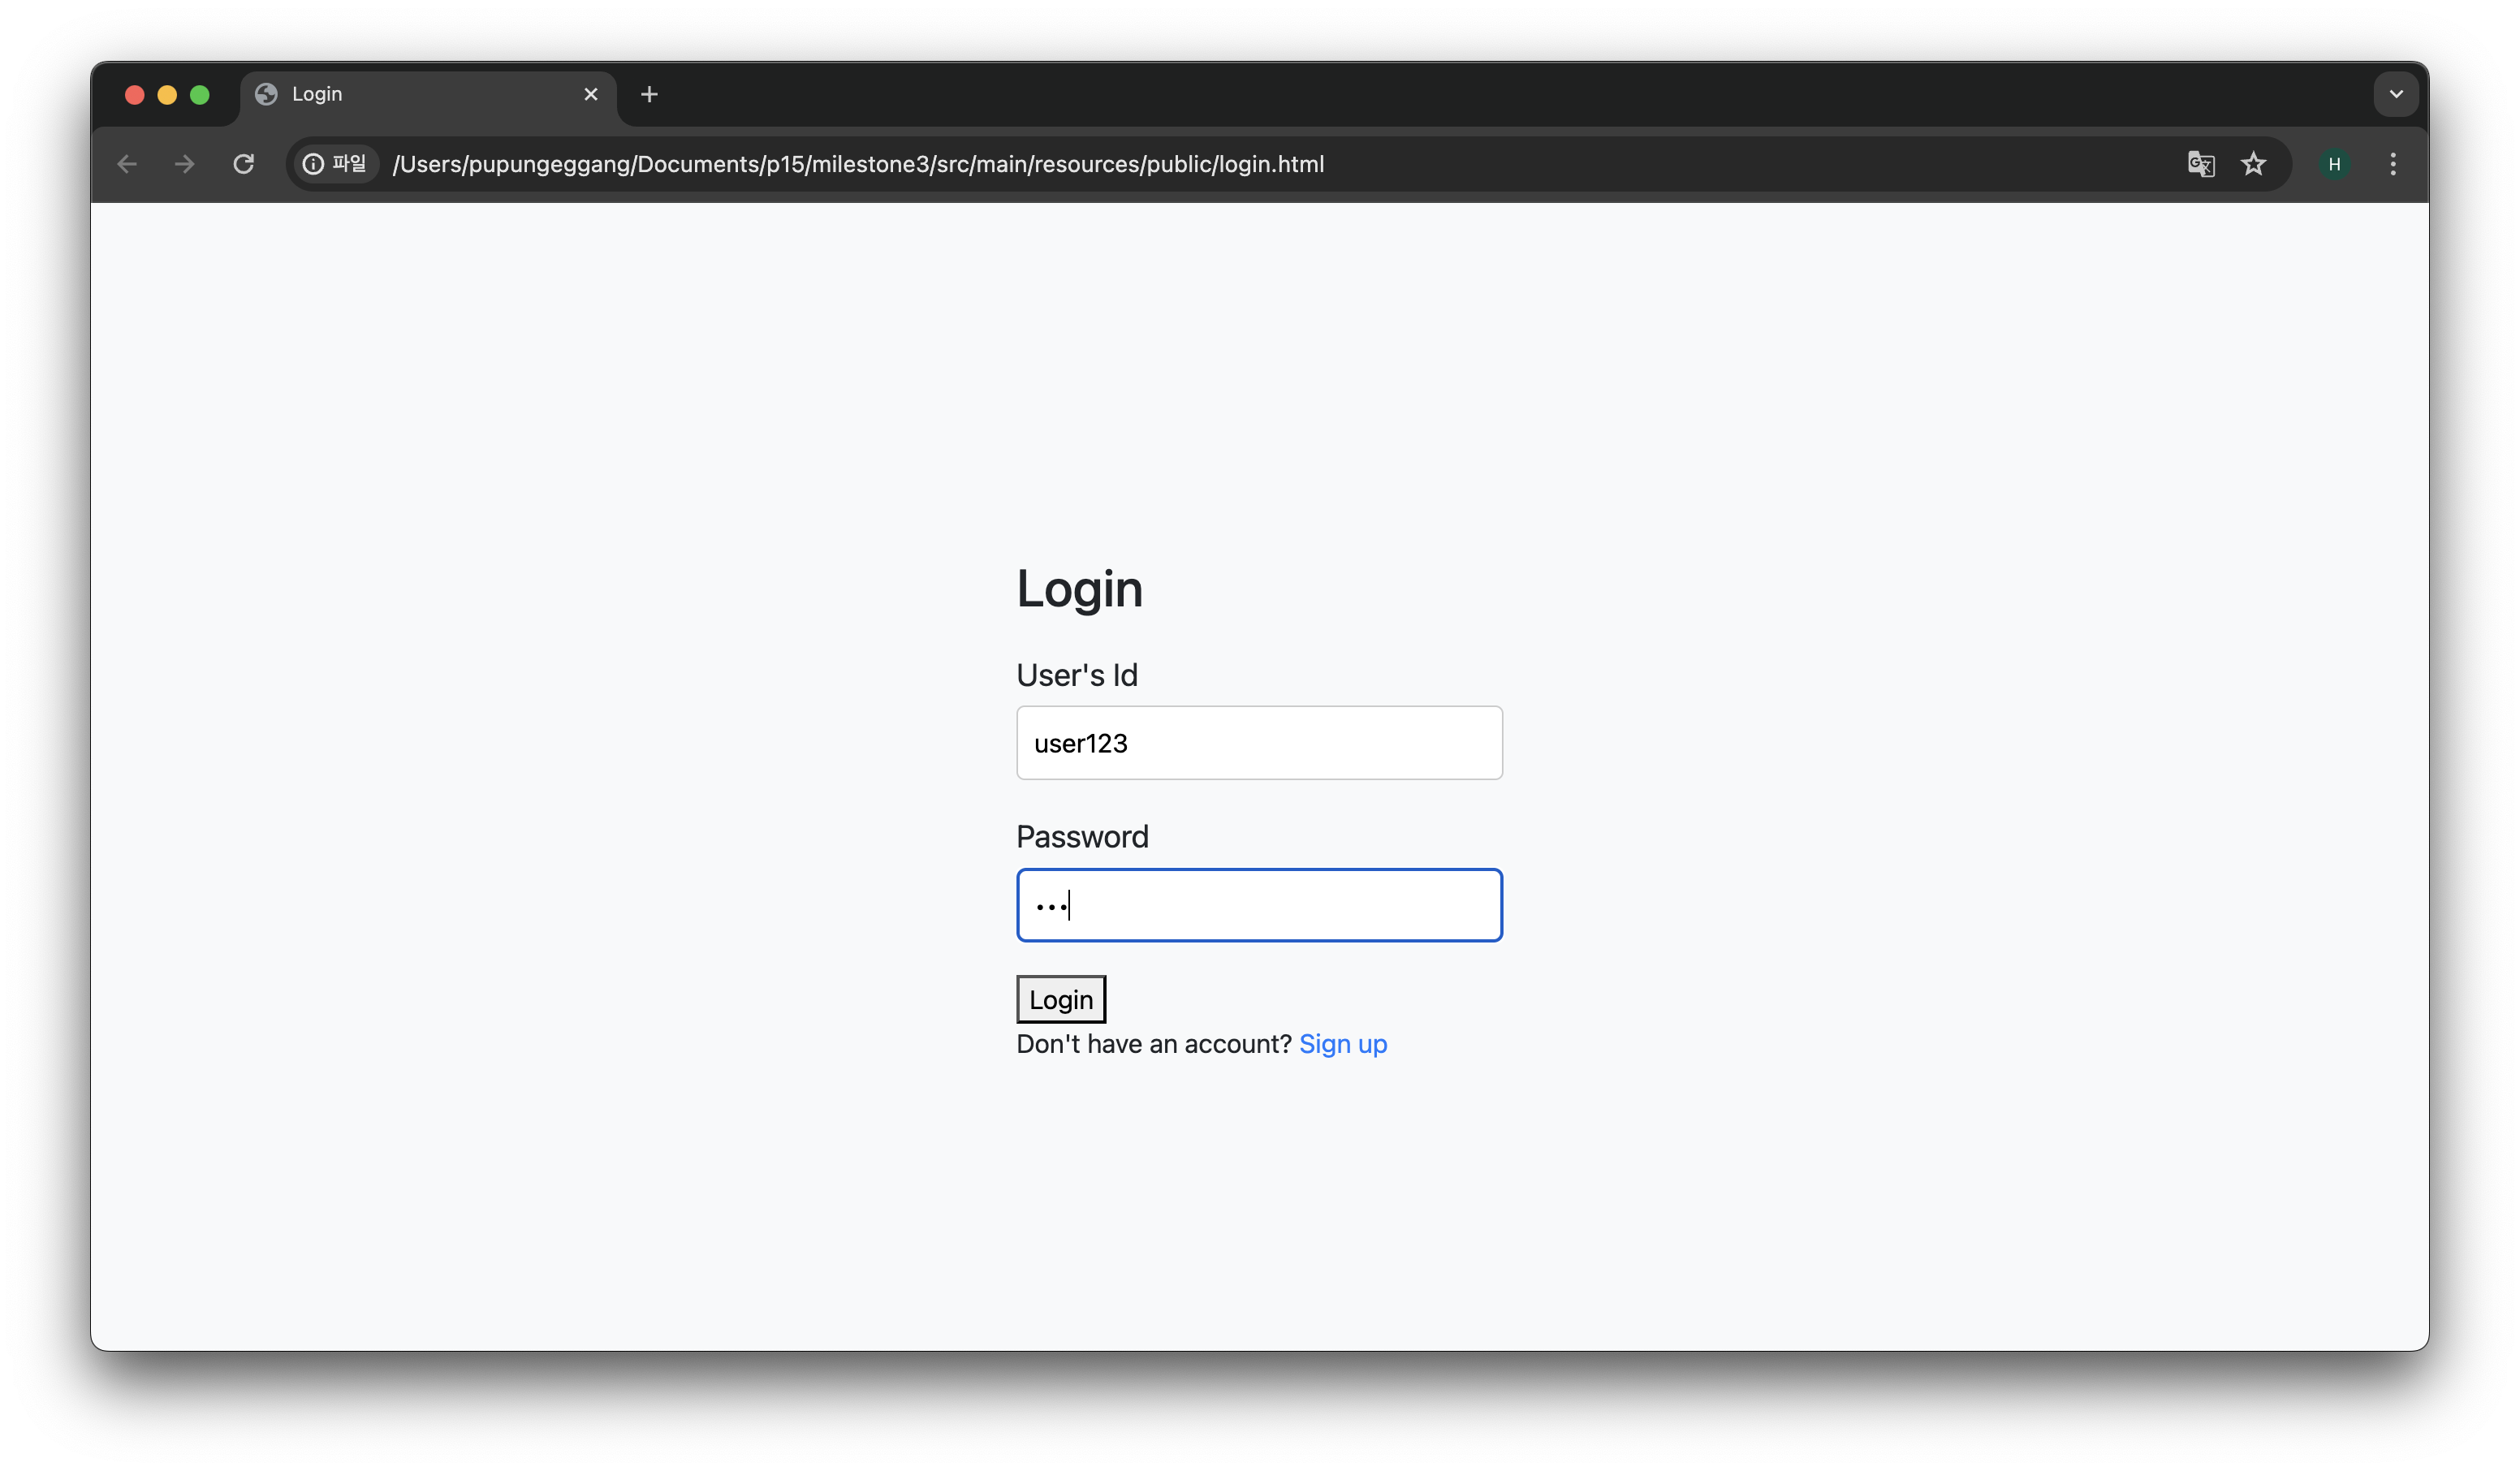 Login
파일 /Users/pupungeggang/Documents/p15/milestone3/src/main/resources/public/login.html
H
Login
User's Id
user123
Password
•••
Login
Don't have an account? Sign up